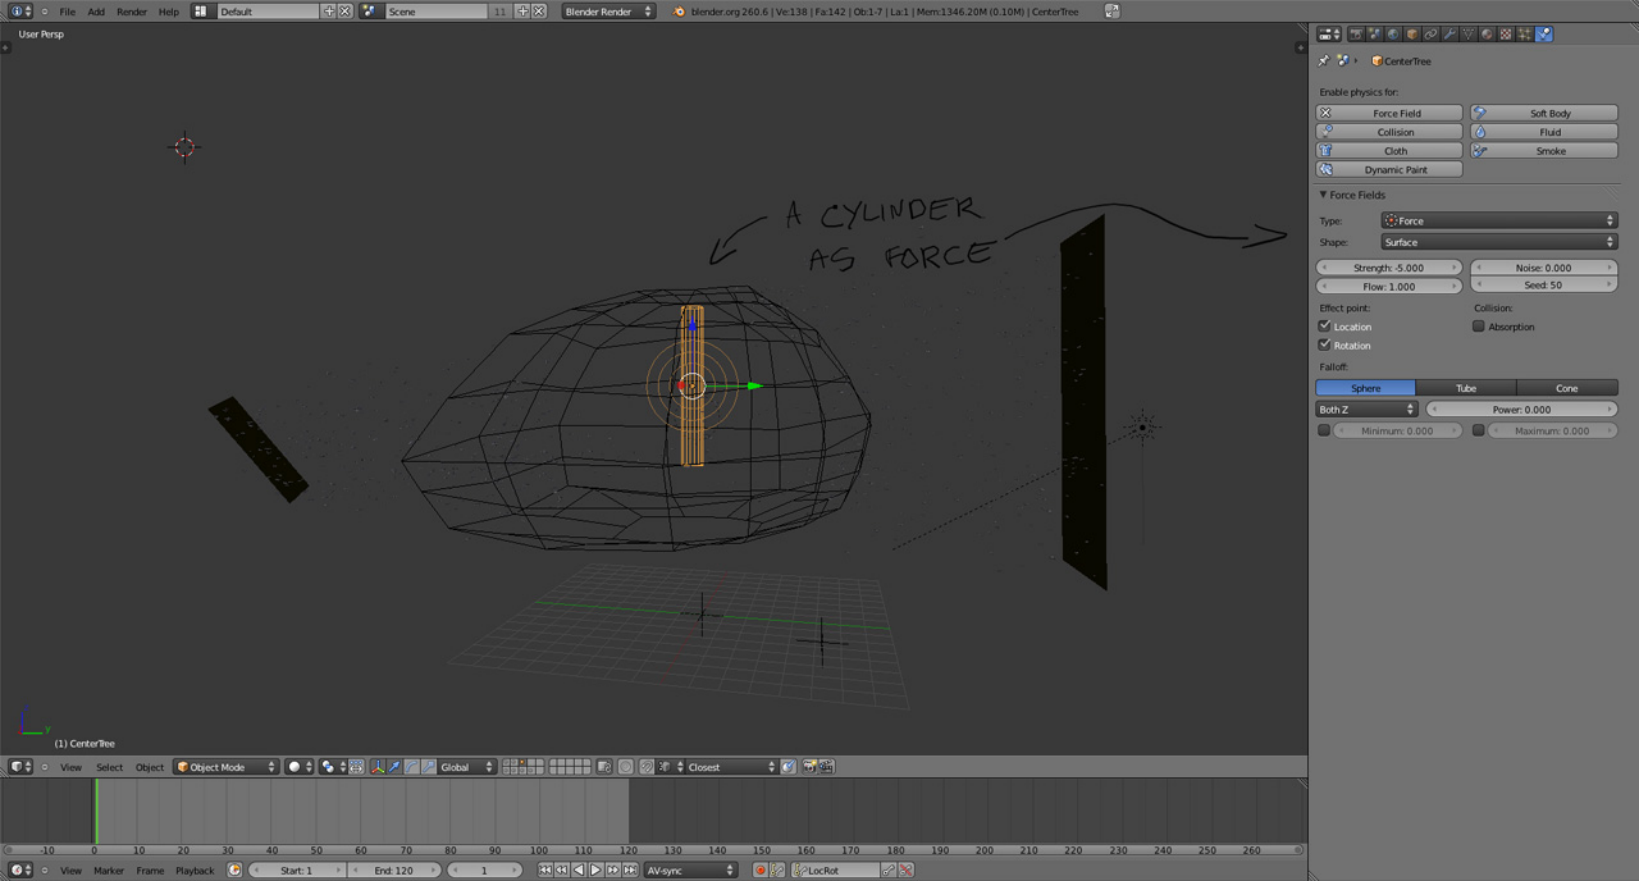 File Add Render Help Default Scene 11 Blender Render blender.org 260.6 | Ve:138 | Fa:142 | Ob:1-7 | La:1 | Mem:1346.20M (0.10M) | CenterTree
User Persp
CenterTree
Enable physics for:
Force Field Soft Body
Collision Fluid
Cloth Smoke
Dynamic Paint
Force Fields
Type: Force
Shape: Surface
Strength: -5.000 Noise: 0.000
Flow: 1.000 Seed: 50
Effect point: Collision:
Location Absorption
Rotation
Falloff:
Sphere Tube Cone
Both Z Power: 0.000
Minimum: 0.000 Maximum: 0.000
A CYLINDER
AS FORCE
y
(1) CenterTree
View Select Object Object Mode Global Closest
-10 0 10 20 30 40 50 60 70 80 90 100 110 120 130 140 150 160 170 180 190 200 210 220 230 240 250 260
View Marker Frame Playback Start: 1 End: 120 1 AV-sync LocRot